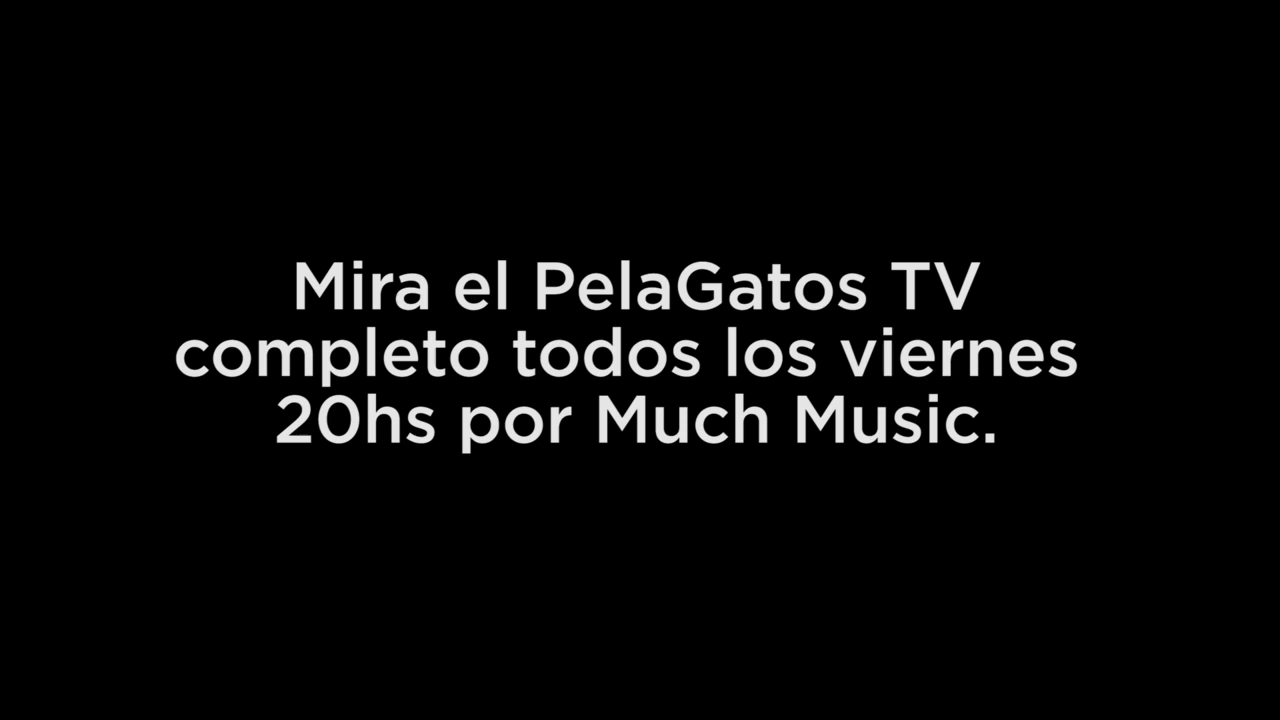 Mira el PelaGatos TV
completo todos los viernes
20hs por Much Music.